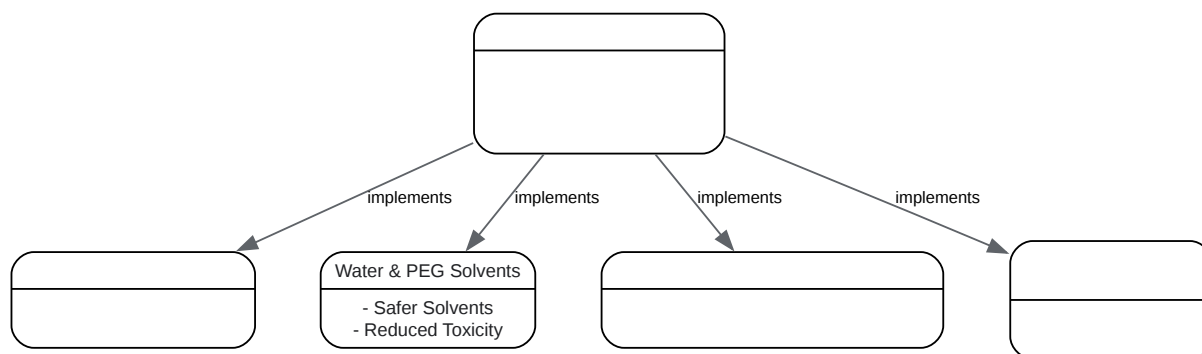 implements
implements
implements
implements
Water & PEG Solvents
- Safer Solvents
- Reduced Toxicity